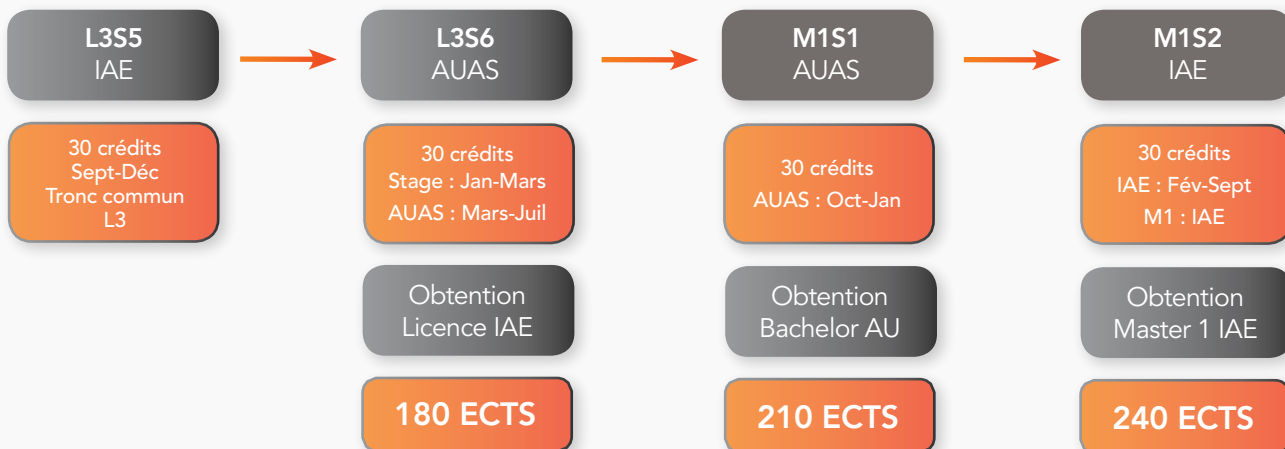 L3S5
IAE
L3S6
AUAS
M1S1
AUAS
M1S2
IAE
30 crédits
Sept-Déc
Tronc commun
L3
30 crédits
Stage : Jan-Mars
AUAS : Mars-Juil
30 crédits
AUAS : Oct-Jan
30 crédits
IAE : Fév-Sept
M1 : IAE
Obtention
Licence IAE
Obtention
Bachelor AU
Obtention
Master 1 IAE
180 ECTS
210 ECTS
240 ECTS